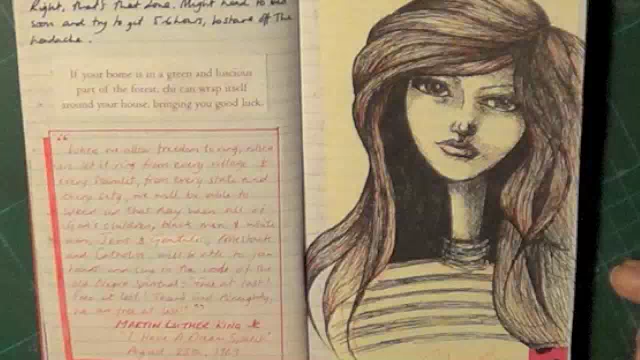 Right, that's that done. Might head to bed
soon and try to get 5-6 hours, to stave off the
headache.
If your home is in a green and luscious
part of the forest, chi can wrap itself
around your house, bringing you good luck.
"
we allow freedom to ring, when
we let it ring from every village &
every hamlet, from every state and
every city, we will be able to
speed up that day when all of
God's children, black men & white
men, Jews & Gentiles, Protestants
and Catholics will be able to join
hands and sing in the words of the
old Negro spiritual: "Free at last!
free at last! Thank God Almighty,
we are free at last"
MARTIN LUTHER KING
"I Have A Dream Speech"
August 28th, 1963